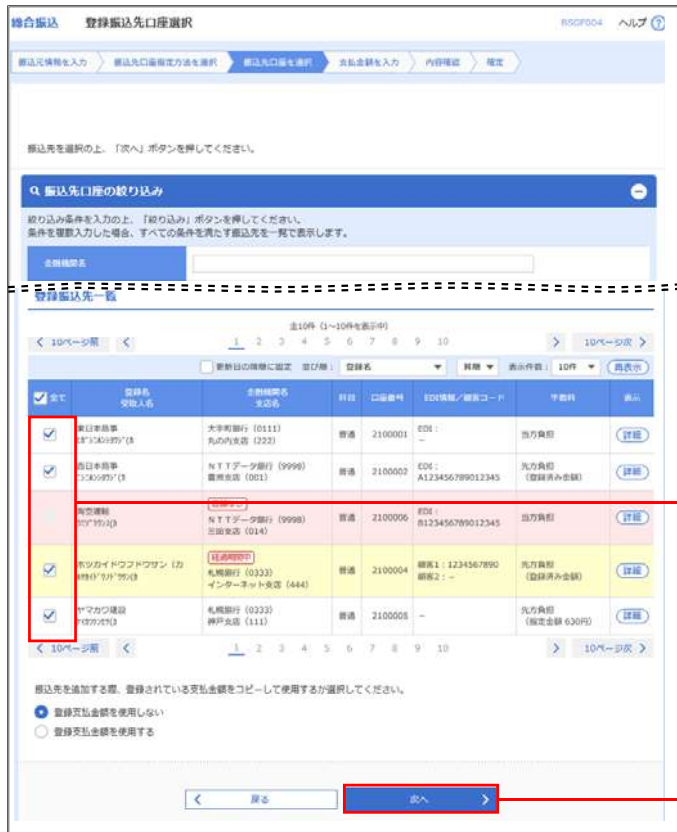 総合振込 登録振込先口座選択 BSGF004 ヘルプ ?
振込元情報を入力 振込先口座指定方法を選択 振込先口座を選択 支払金額を入力 内容確認 確定
振込先を選択の上、「次へ」ボタンを押してください。
振込先口座の絞り込み
絞り込み条件を入力の上、「絞り込み」ボタンを押してください。
条件を複数入力した場合、すべての条件を満たす振込先を一覧で表示します。
金融機関名
登録振込先一覧
全10件（1～10件を表示中）
10ページ前 1 2 3 4 5 6 7 8 9 10 10ページ次
更新日の降順に固定 並び順： 登録名 昇順 表示件数： 10件 再表示
全て 登録名 金融機関名 科目 口座番号 EDI情報／顧客コード 手数料 表示
受取人名 支店名
東日本商事 大手町銀行（0111） 普通 2100001 EDI： 当方負担 詳細
丸の内支店（222） －
西日本商事 NTTデータ銀行（9998） 普通 2100002 EDI： 先方負担 詳細
豊洲支店（001） A123456789012345 （登録済み金額）
NTTデータ銀行（9998） 普通 2100006 EDI： 当方負担 詳細
三田支店（014） B123456789012345
経過期間中
ホツカイドウフドウサン（カ 札幌銀行（0333） 普通 2100004 顧客1：1234567890 先方負担 詳細
インターネット支店（444） 顧客2：－ （登録済み金額）
ヤマカワ建設 札幌銀行（0333） 普通 2100005 － 先方負担 詳細
神戸支店（111） （指定金額 630円）
10ページ前 1 2 3 4 5 6 7 8 9 10 10ページ次
振込先を追加する際、登録されている支払金額をコピーして使用するか選択してください。
登録支払金額を使用しない
登録支払金額を使用する
戻る 次へ